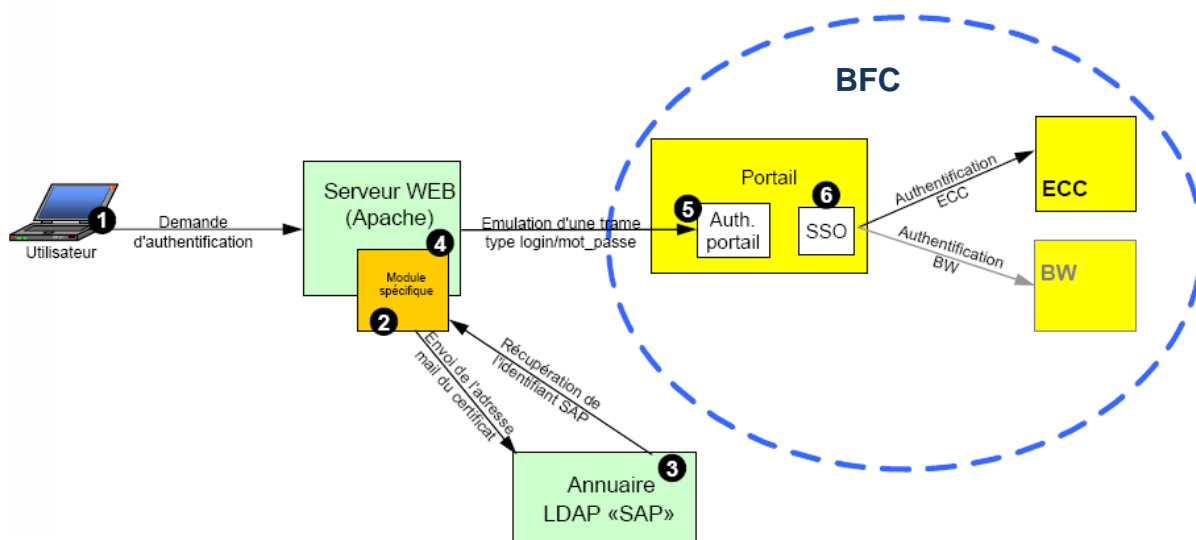 BFC
Portail
6
5
Auth.
portail
SSO
Authentification
ECC
ECC
Authentification
BW
BW
1
Utilisateur
Demande
d'authentification
Serveur WEB
(Apache)
4
Emulation d'une trame
type login/mot_passe
Module
spécifique
2
Envoi de l'adresse
mail du certificat
Récupération de
l'identifiant SAP
3
Annuaire
LDAP «SAP»